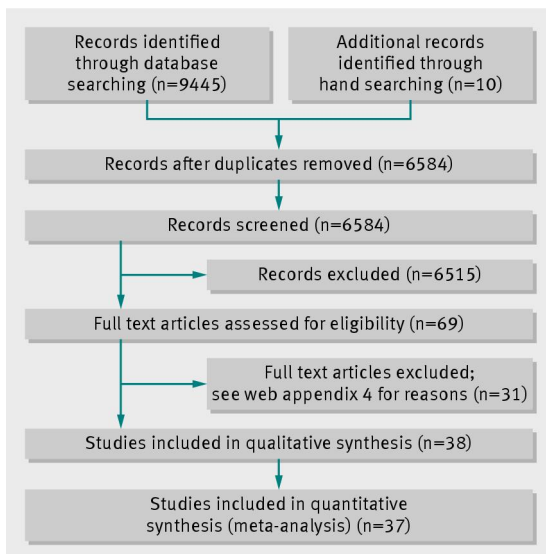 Records identified
through database
searching (n=9445)
Additional records
identified through
hand searching (n=10)
Records after duplicates removed (n=6584)
Records screened (n=6584)
Records excluded (n=6515)
Full text articles assessed for eligibility (n=69)
Full text articles excluded;
see web appendix 4 for reasons (n=31)
Studies included in qualitative synthesis (n=38)
Studies included in quantitative
synthesis (meta-analysis) (n=37)